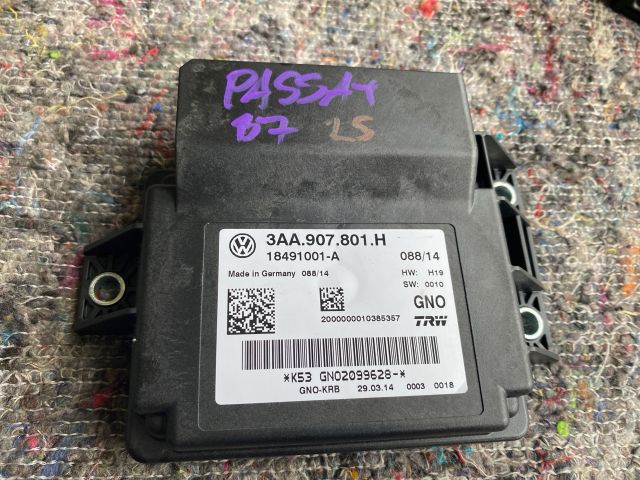 PASSAT
B7 LS
3AA.907.801.H
18491001-A 088/14
Made in Germany 088/14 HW: H19
SW: 0010
GNO
2000000010385357 TRW
*K53 GNO2099628-*
GNO-KRB 29.03.14 0003 0018